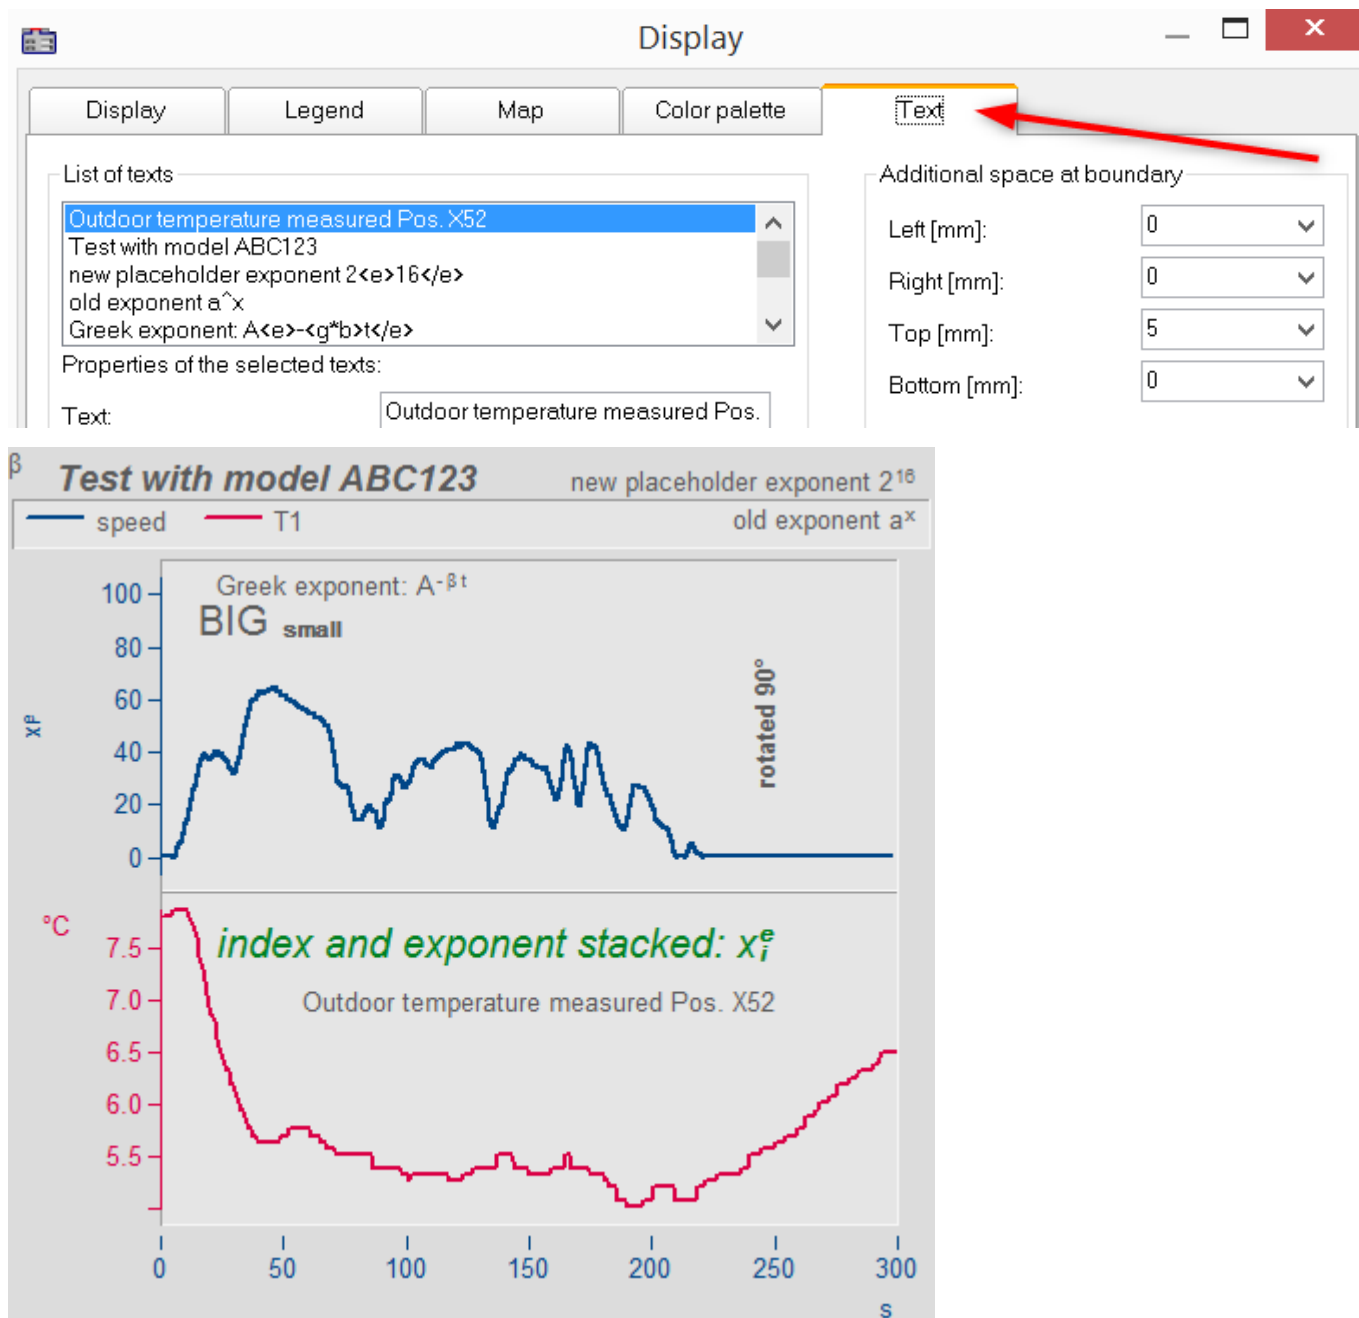 Display
Display Legend Map Color palette Text
List of texts
Outdoor temperature measured Pos. X52
Test with model ABC123
new placeholder exponent 2<e>16</e>
old exponent a^x
Greek exponent: A<e>-<g*b>t</e>
Properties of the selected texts:
Text: Outdoor temperature measured Pos.
Additional space at boundary
Left [mm]: 0
Right [mm]: 0
Top [mm]: 5
Bottom [mm]: 0
β
Test with model ABC123
new placeholder exponent 2¹⁶
speed T1
old exponent aˣ
Greek exponent: A⁻ᵝᵗ
BIG small
100
80
60
40
20
0
xᵉ
rotated 90°
°C
7.5
7.0
6.5
6.0
5.5
index and exponent stacked: xᵢᵉ
Outdoor temperature measured Pos. X52
0 50 100 150 200 250 300
s